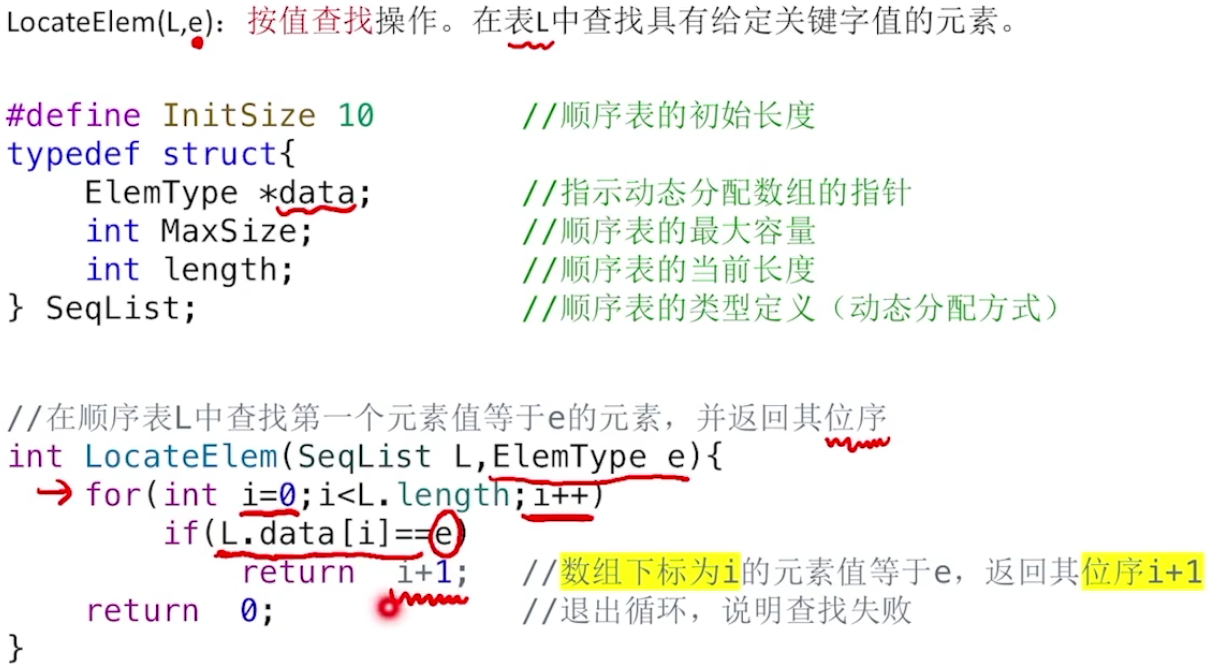 LocateElem(L,e)：按值查找操作。在表L中查找具有给定关键字值的元素。
#define InitSize 10 //顺序表的初始长度
typedef struct{
ElemType *data; //指示动态分配数组的指针
int MaxSize; //顺序表的最大容量
int length; //顺序表的当前长度
} SeqList; //顺序表的类型定义（动态分配方式）
//在顺序表L中查找第一个元素值等于e的元素，并返回其位序
int LocateElem(SeqList L,ElemType e){
for(int i=0;i<L.length;i++)
if(L.data[i]==e)
return i+1; //数组下标为i的元素值等于e，返回其位序i+1
return 0; //退出循环，说明查找失败
}